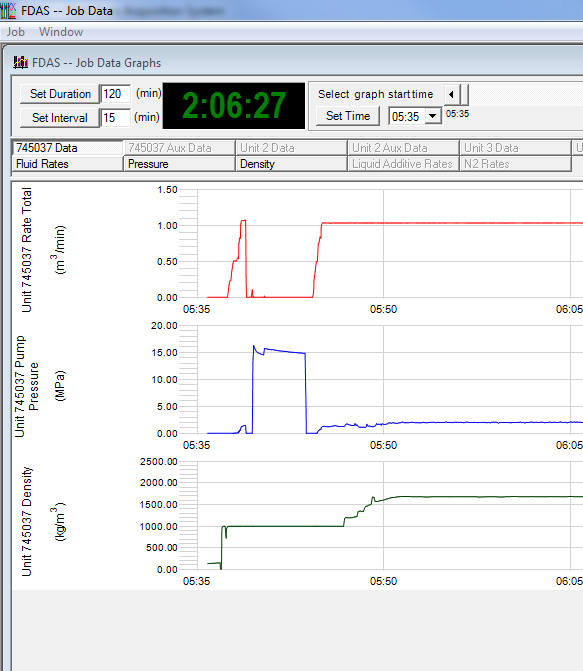 FDAS -- Job Data
Job Window
FDAS -- Job Data Graphs
Set Duration 120 (min)
Set Interval 15 (min)
2:06:27
Select graph start time
Set Time 05:35 05:35
745037 Data 745037 Aux Data Unit 2 Data Unit 2 Aux Data Unit 3 Data U
Fluid Rates Pressure Density Liquid Additive Rates N2 Rates
Unit 745037 Rate Total
(m³/min)
1.50
1.00
0.50
0.00
05:35 05:50 06:05
Unit 745037 Pump
Pressure
(MPa)
20.00
15.00
10.00
5.00
0.00
05:35 05:50 06:05
Unit 745037 Density
(kg/m³)
2500.00
2000.00
1500.00
1000.00
500.00
0.00
05:35 05:50 06:05